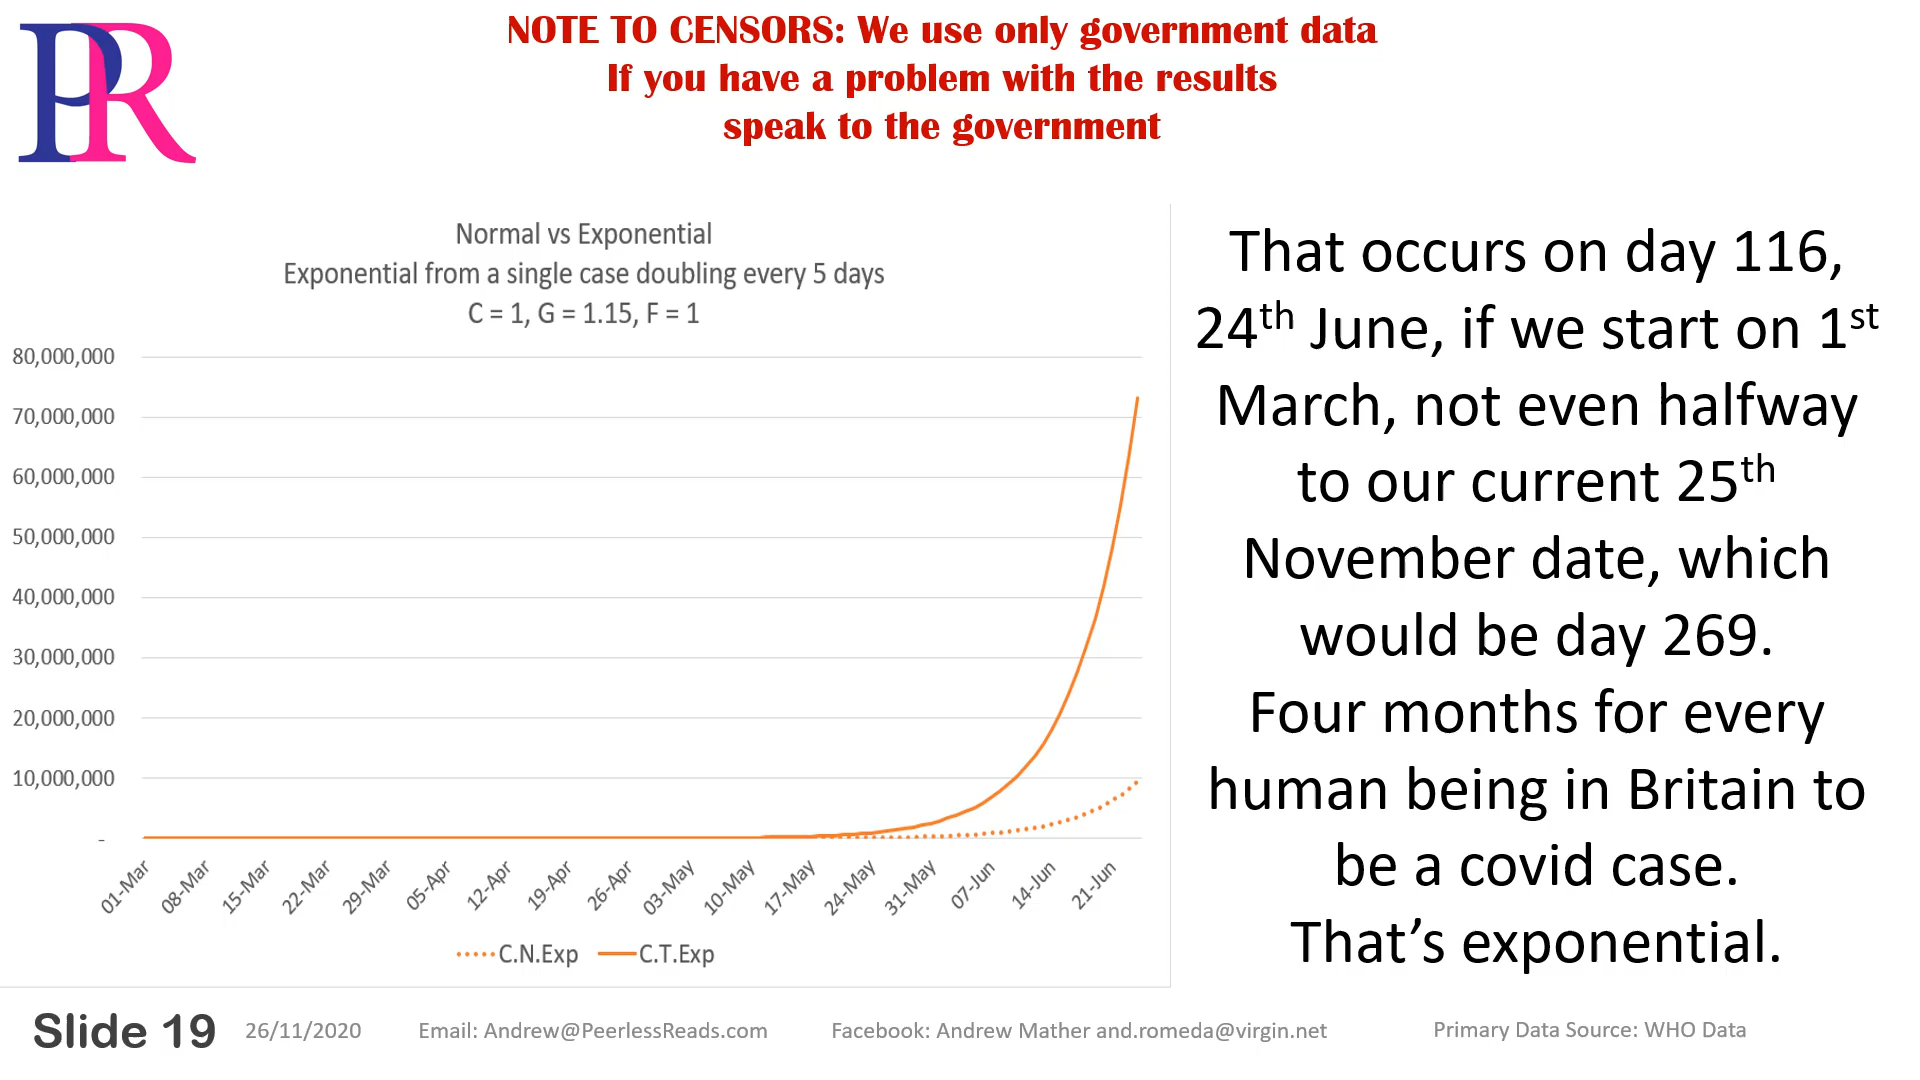 PR
NOTE TO CENSORS: We use only government data
If you have a problem with the results
speak to the government
Normal vs Exponential
Exponential from a single case doubling every 5 days
C = 1, G = 1.15, F = 1
80,000,000
70,000,000
60,000,000
50,000,000
40,000,000
30,000,000
20,000,000
10,000,000
-
01-Mar
08-Mar
15-Mar
22-Mar
29-Mar
05-Apr
12-Apr
19-Apr
26-Apr
03-May
10-May
17-May
24-May
31-May
07-Jun
14-Jun
21-Jun
C.N.Exp
C.T.Exp
That occurs on day 116,
24th June, if we start on 1st
March, not even halfway
to our current 25th
November date, which
would be day 269.
Four months for every
human being in Britain to
be a covid case.
That’s exponential.
Slide 19
26/11/2020
Email: Andrew@PeerlessReads.com
Facebook: Andrew Mather and.romeda@virgin.net
Primary Data Source: WHO Data